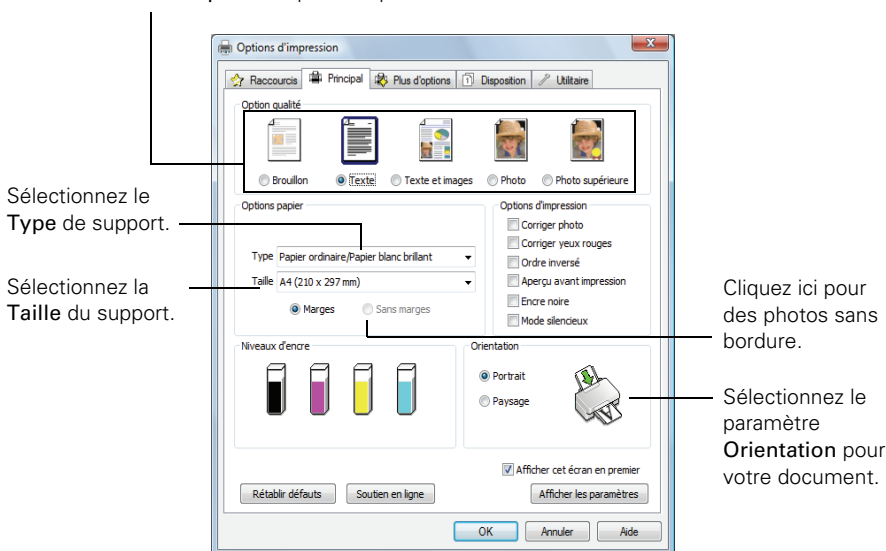 Options d'impression
Raccourcis Principal Plus d'options Disposition Utilitaire
Option qualité
Brouillon Texte Texte et images Photo Photo supérieure
Sélectionnez le
Type de support.
Sélectionnez la
Taille du support.
Options papier
Type Papier ordinaire/Papier blanc brillant
Taille A4 (210 x 297 mm)
Marges Sans marges
Options d'impression
Corriger photo
Corriger yeux rouges
Ordre inversé
Aperçu avant impression
Encre noire
Mode silencieux
Cliquez ici pour
des photos sans
bordure.
Niveaux d'encre
Orientation
Portrait
Paysage
Sélectionnez le
paramètre
Orientation pour
votre document.
Afficher cet écran en premier
Rétablir défauts Soutien en ligne Afficher les paramètres
OK Annuler Aide